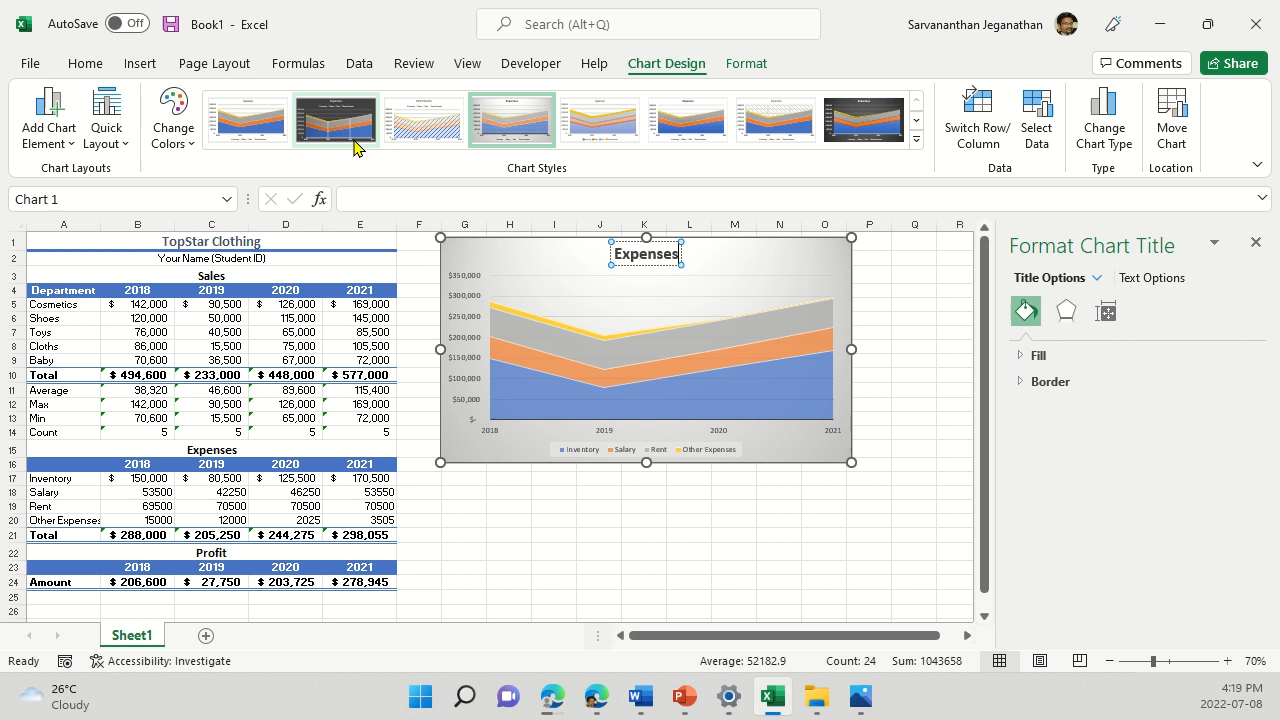 AutoSave Off Book1 - Excel Search (Alt+Q) Sarvananthan Jeganathan
File Home Insert Page Layout Formulas Data Review View Developer Help Chart Design Format Comments Share
Add Chart Element Quick Layout Change Colors Switch Row/ Column Select Data Change Chart Type Move Chart
Chart Layouts Chart Styles Data Type Location
Chart 1 fx
A B C D E F G H I J K L M N O P Q R
1 TopStar Clothing
2 Your Name (Student ID)
3 Sales
4 Department 2018 2019 2020 2021
5 Cosmetics $ 142,000 $ 90,500 $ 126,000 $ 169,000
6 Shoes 120,000 50,000 115,000 145,000
7 Toys 76,000 40,500 65,000 85,500
8 Cloths 86,000 15,500 75,000 105,500
9 Baby 70,600 36,500 67,000 72,000
10 Total $ 494,600 $ 233,000 $ 448,000 $ 577,000
11 Average 98,920 46,600 89,600 115,400
12 Max 142,000 90,500 126,000 169,000
13 Min 70,600 15,500 65,000 72,000
14 Count 5 5 5 5
15 Expenses
16 2018 2019 2020 2021
17 Inventory $ 150,000 $ 80,500 $ 125,500 $ 170,500
18 Salary 53500 42250 46250 53550
19 Rent 69500 70500 70500 70500
20 Other Expenses 15000 12000 2025 3505
21 Total $ 288,000 $ 205,250 $ 244,275 $ 298,055
22 Profit
23 2018 2019 2020 2021
24 Amount $ 206,600 $ 27,750 $ 203,725 $ 278,945
25
26
Expenses
$350,000
$300,000
$250,000
$200,000
$150,000
$100,000
$50,000
$-
2018 2019 2020 2021
Inventory Salary Rent Other Expenses
Format Chart Title
Title Options Text Options
Fill
Border
Sheet1
Ready Accessibility: Investigate Average: 52182.9 Count: 24 Sum: 1043658 70%
26°C
Cloudy
4:19 PM
2022-07-08